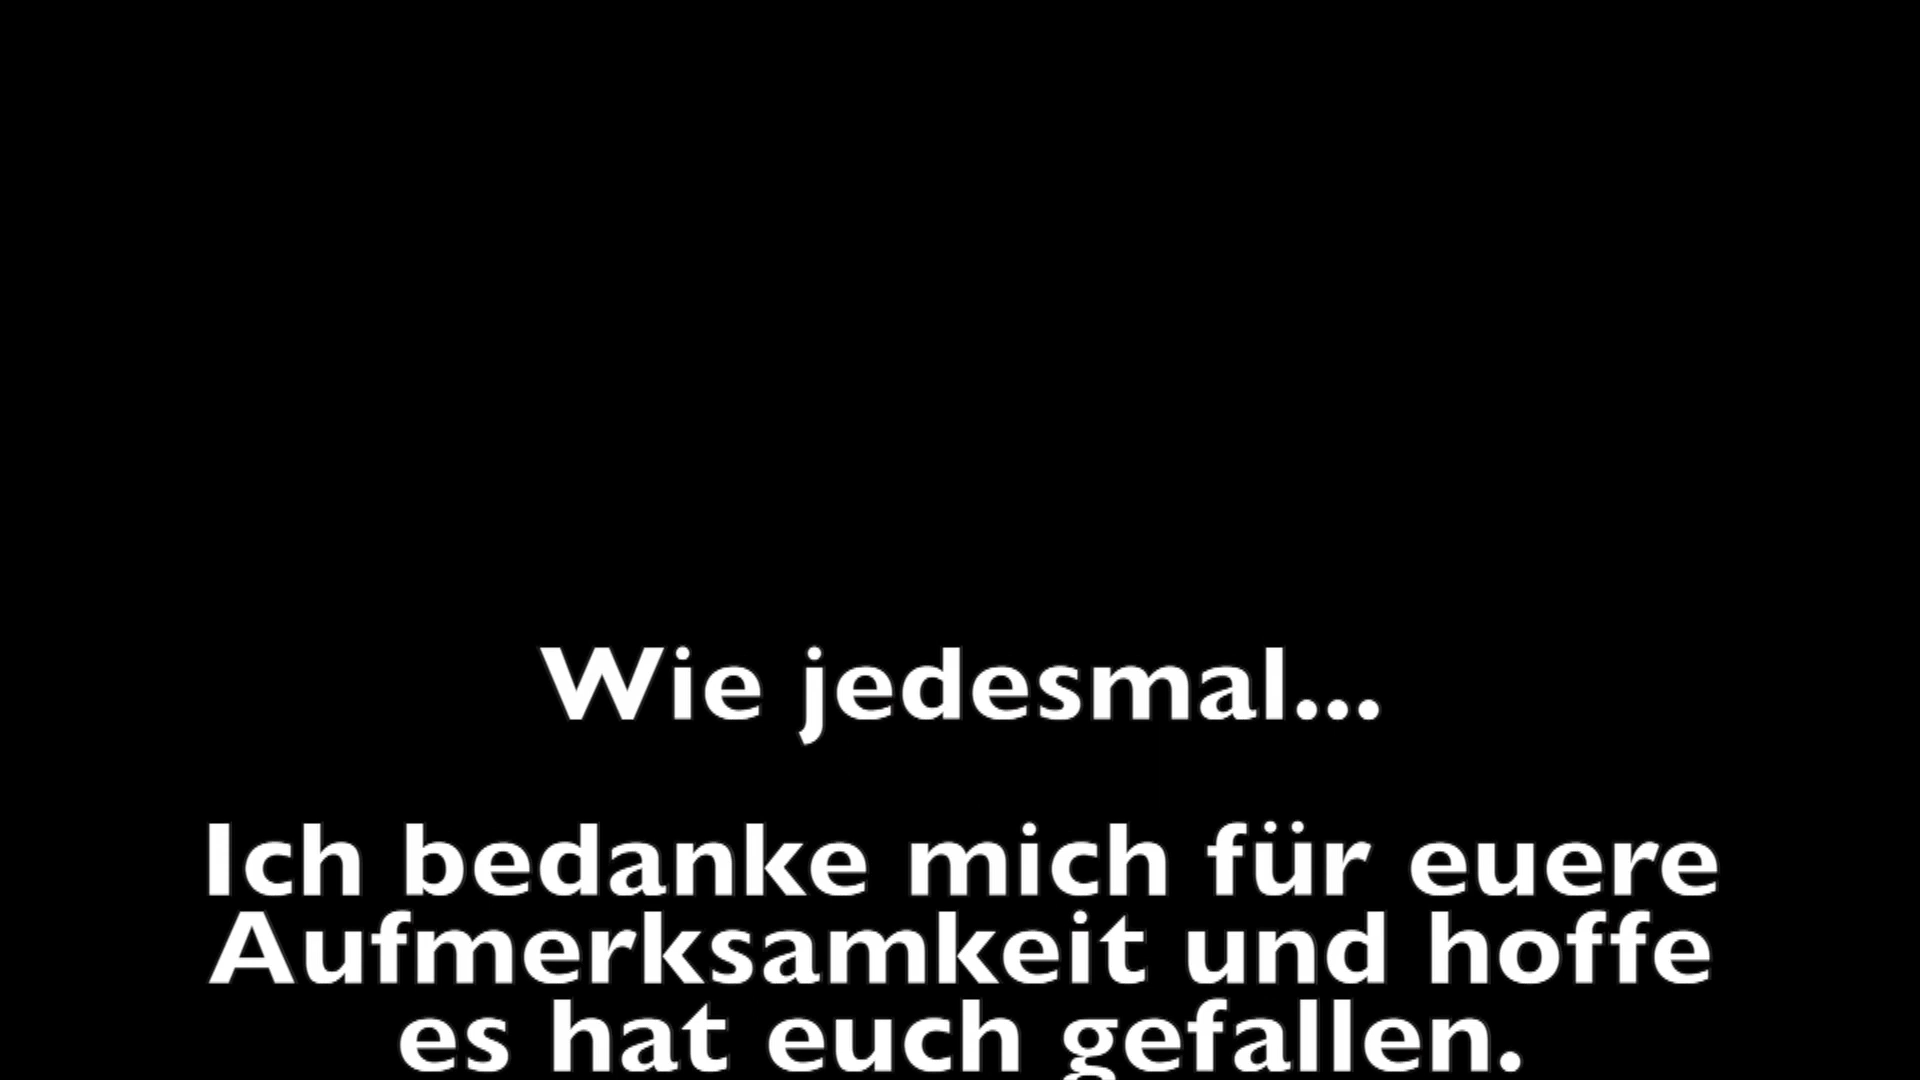 Wie jedesmal...
Ich bedanke mich für euere
Aufmerksamkeit und hoffe
es hat euch gefallen.